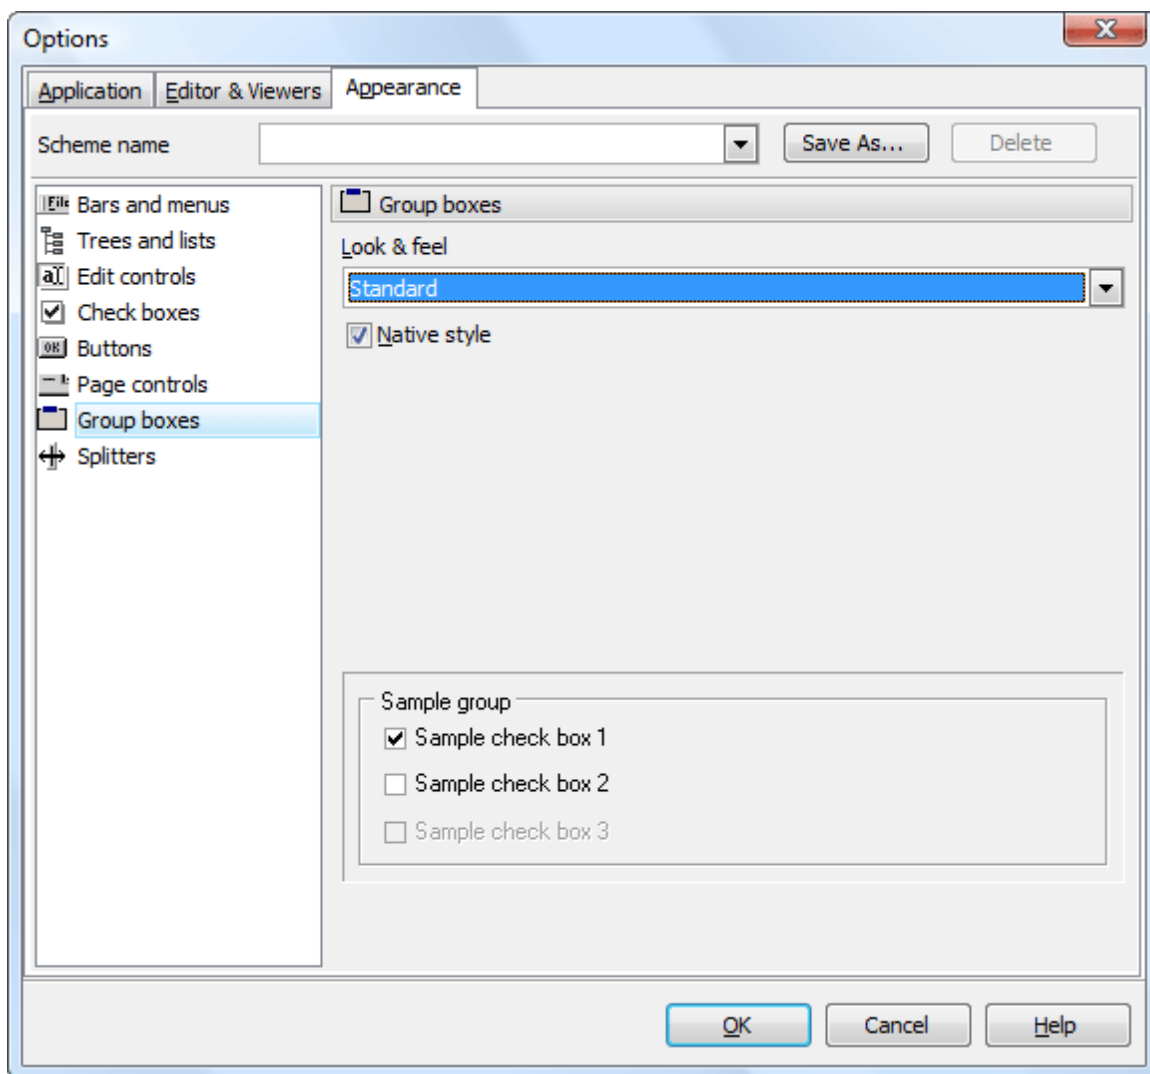 Options
Application Editor & Viewers Appearance
Scheme name Save As... Delete
Bars and menus
Trees and lists
Edit controls
Check boxes
Buttons
Page controls
Group boxes
Splitters
Group boxes
Look & feel
Standard
Native style
Sample group
Sample check box 1
Sample check box 2
Sample check box 3
OK Cancel Help